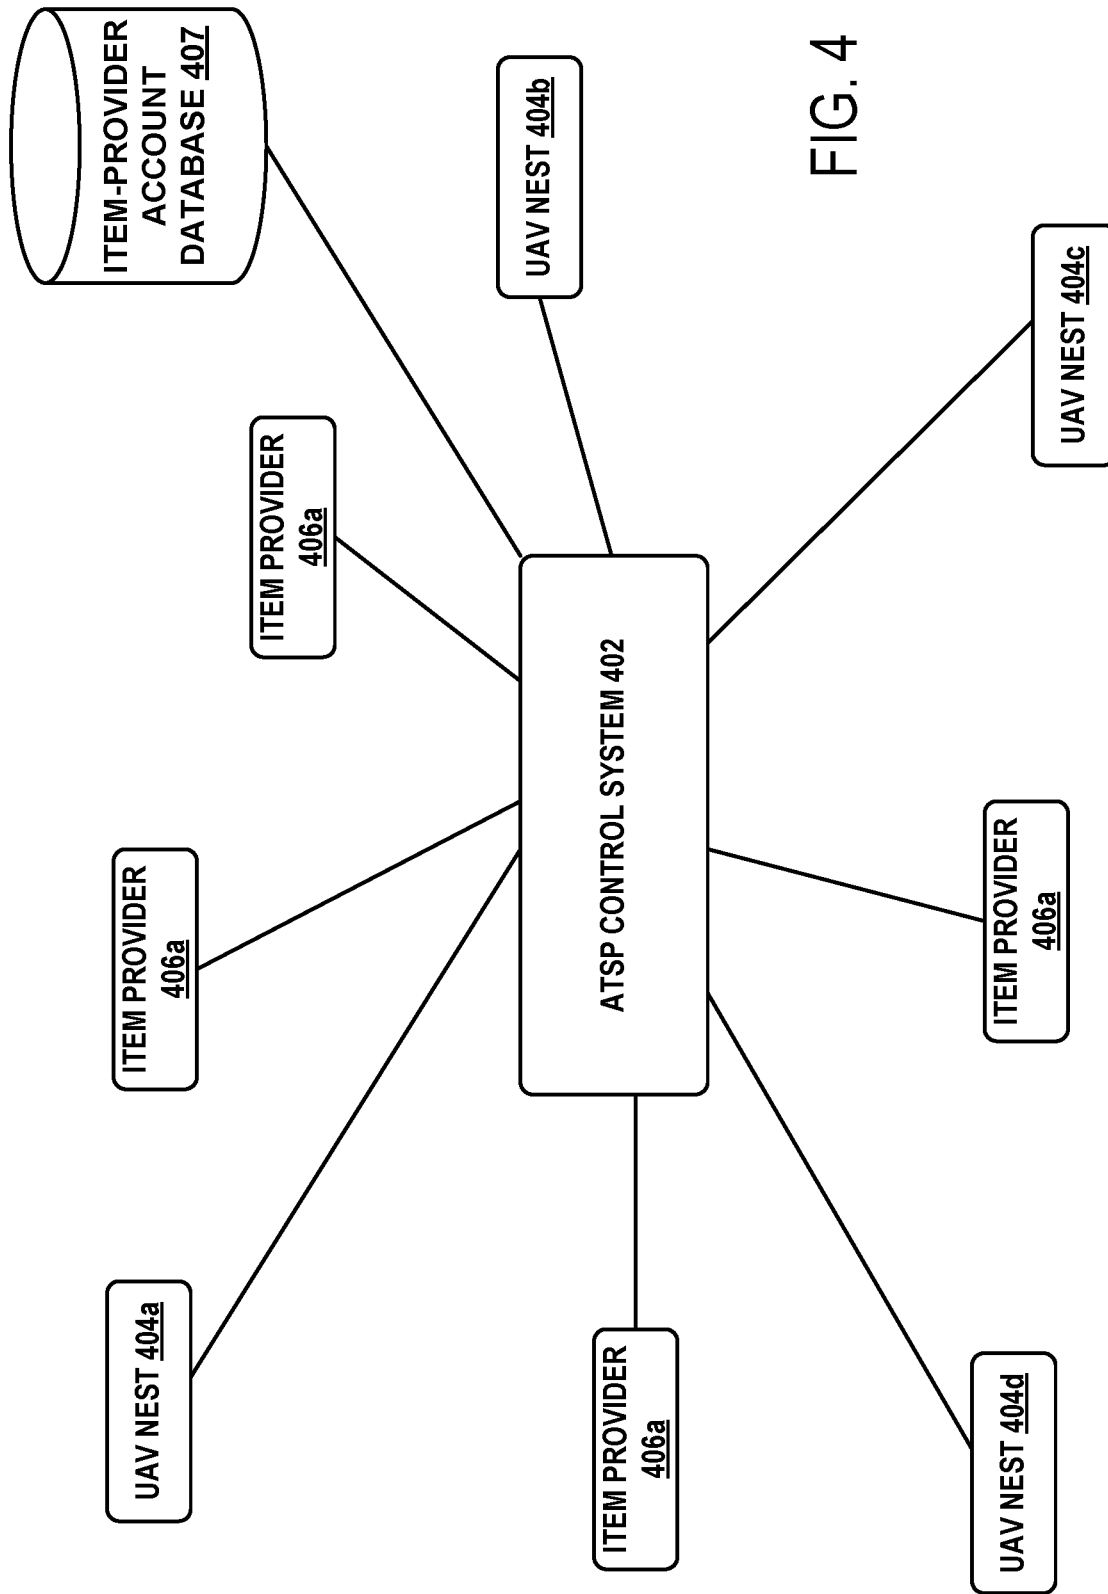 ITEM-PROVIDER
ACCOUNT
DATABASE 407
UAV NEST 404a
ITEM PROVIDER
406a
ITEM PROVIDER
406a
UAV NEST 404b
ATSP CONTROL SYSTEM 402
ITEM PROVIDER
406a
UAV NEST 404d
ITEM PROVIDER
406a
UAV NEST 404c
FIG. 4